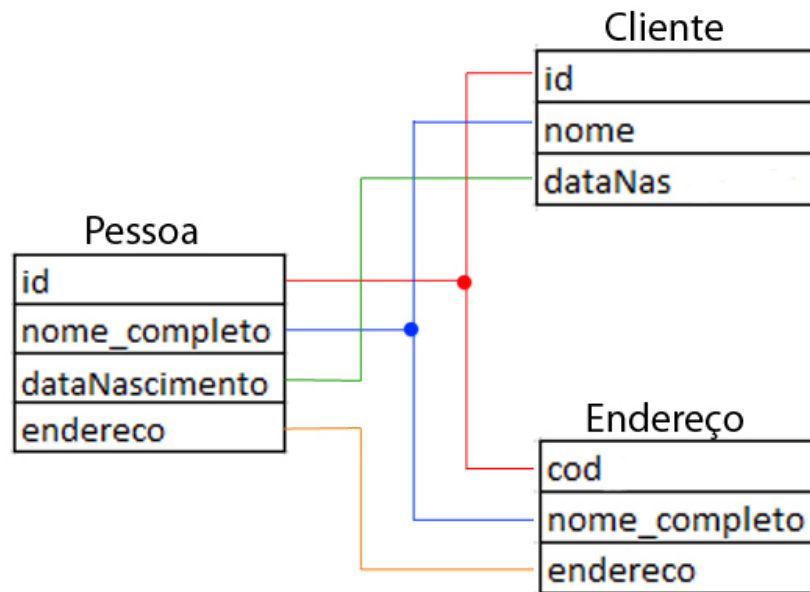 Cliente
id
nome
dataNas
Pessoa
id
nome_completo
dataNascimento
endereco
Endereço
cod
nome_completo
endereco